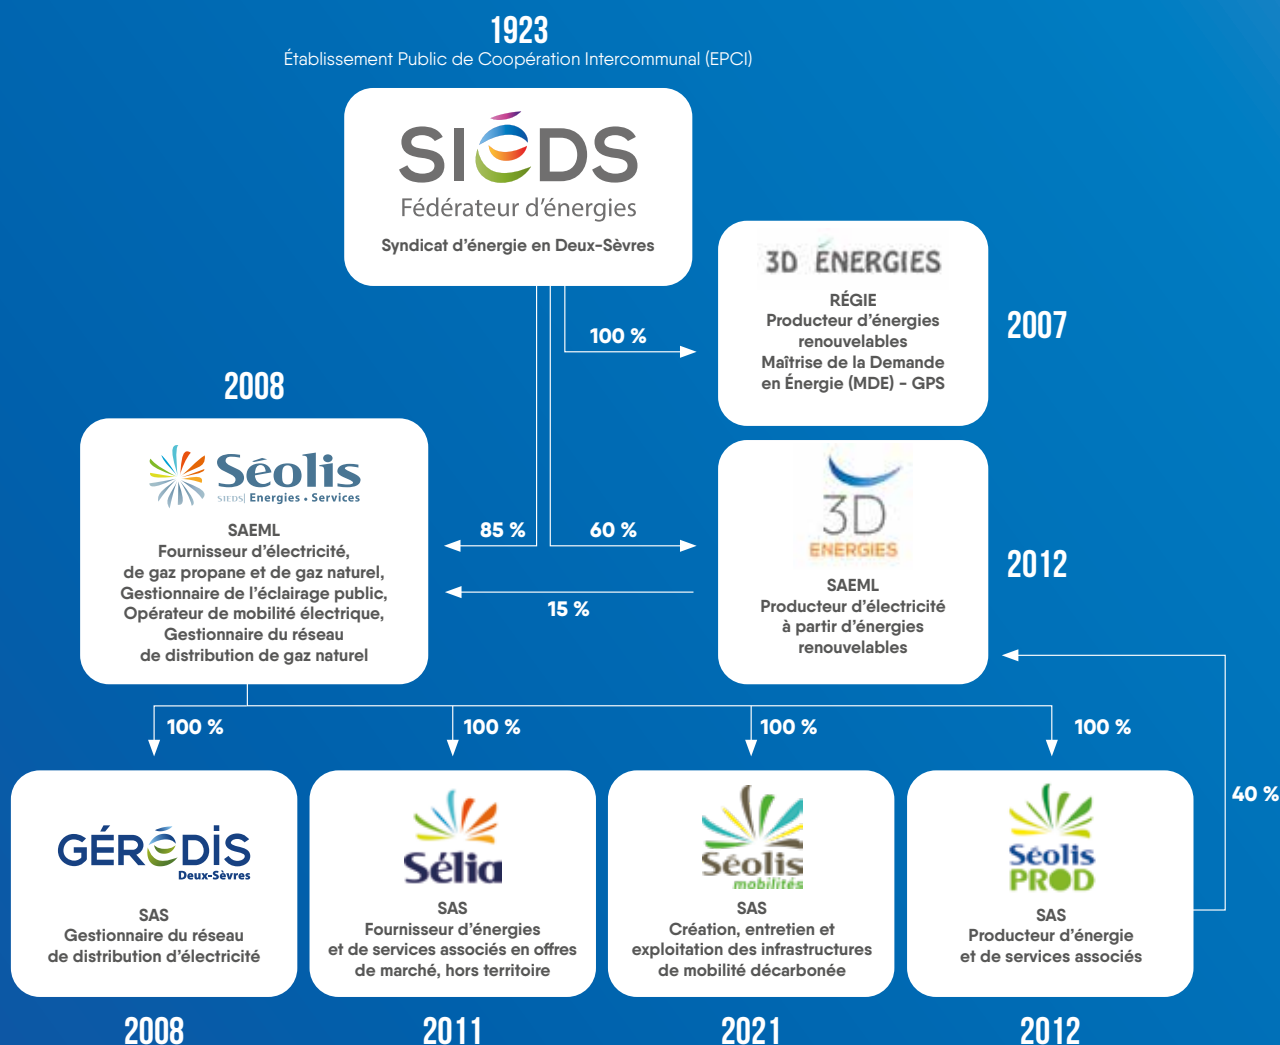 1923
Établissement Public de Coopération Intercommunal (EPCI)
SIÉDS
Fédérateur d'énergies
Syndicat d'énergie en Deux-Sèvres
3D ÉNERGIES
RÉGIE
Producteur d'énergies
renouvelables
Maîtrise de la Demande
en Énergie (MDE) - GPS
2007
100 %
2008
Séolis
SIEDS| Energies • Services
SAEML
Fournisseur d'électricité,
de gaz propane et de gaz naturel,
Gestionnaire de l'éclairage public,
Opérateur de mobilité électrique,
Gestionnaire du réseau
de distribution de gaz naturel
85 %
60 %
15 %
3D
ENERGIES
SAEML
Producteur d'électricité
à partir d'énergies
renouvelables
2012
100 %
100 %
100 %
100 %
40 %
GÉRÉDIS
Deux-Sèvres
SAS
Gestionnaire du réseau
de distribution d'électricité
2008
Sélia
SAS
Fournisseur d'énergies
et de services associés en offres
de marché, hors territoire
2011
Séolis
mobilités
SAS
Création, entretien et
exploitation des infrastructures
de mobilité décarbonée
2021
Séolis
PROD
SAS
Producteur d'énergie
et de services associés
2012